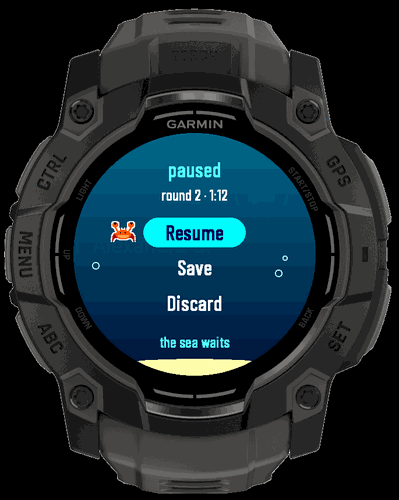 GARMIN
CTRL
LIGHT
GPS
START/STOP
paused
round 2 · 1:12
Resume
MENU
UP
Save
Discard
DOWN
BACK
ABC
SET
the sea waits